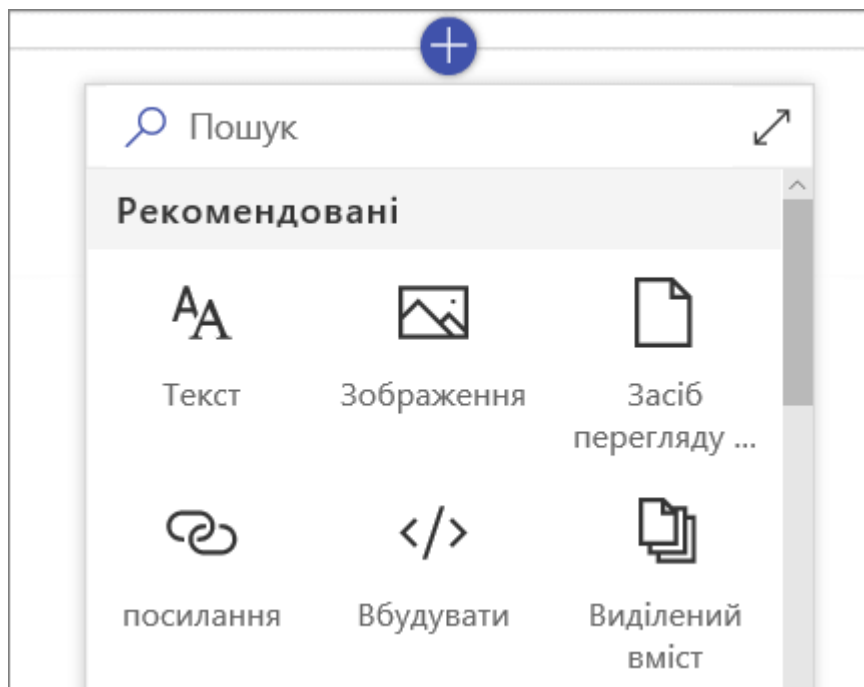 Пошук
Рекомендовані
Текст
Зображення
Засіб
перегляду ...
посилання
Вбудувати
Виділений
вміст